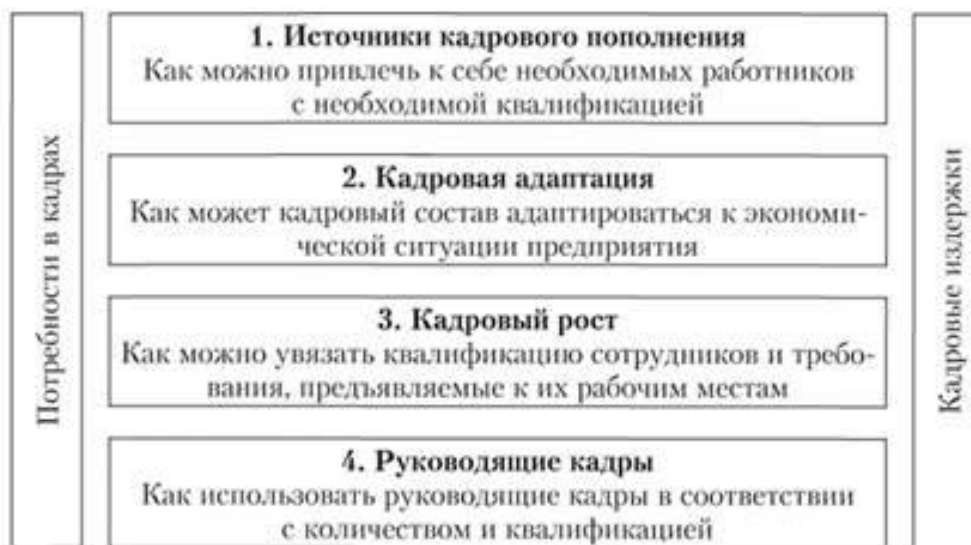 Потребности в кадрах
1. Источники кадрового пополнения
Как можно привлечь к себе необходимых работников
с необходимой квалификацией
2. Кадровая адаптация
Как может кадровый состав адаптироваться к экономи-
ческой ситуации предприятия
3. Кадровый рост
Как можно увязать квалификацию сотрудников и требо-
вания, предъявляемые к их рабочим местам
4. Руководящие кадры
Как использовать руководящие кадры в соответствии
с количеством и квалификацией
Кадровые издержки